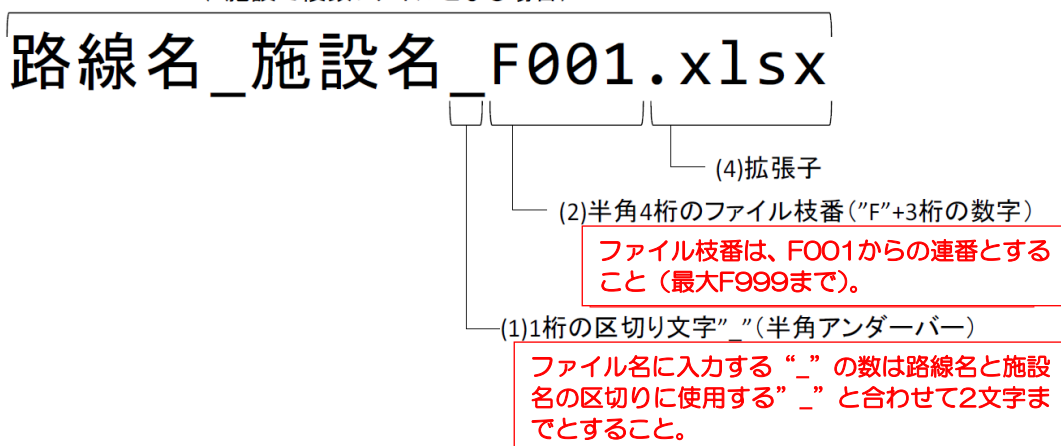 路線名_施設名_F001.xlsx
(4)拡張子
(2)半角4桁のファイル枝番("F"+3桁の数字)
ファイル枝番は、F001からの連番とする
こと（最大F999まで）。
(1)1桁の区切り文字"_"(半角アンダーバー)
ファイル名に入力する“_”の数は路線名と施設
名の区切りに使用する”_”と合わせて2文字ま
でとすること。